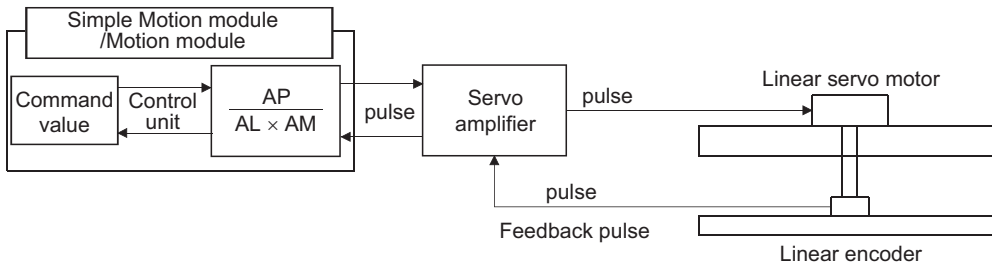 Simple Motion module
/Motion module
Command
value
Control
unit
AP
AL × AM
pulse
Servo
amplifier
pulse
Linear servo motor
pulse
Feedback pulse
Linear encoder